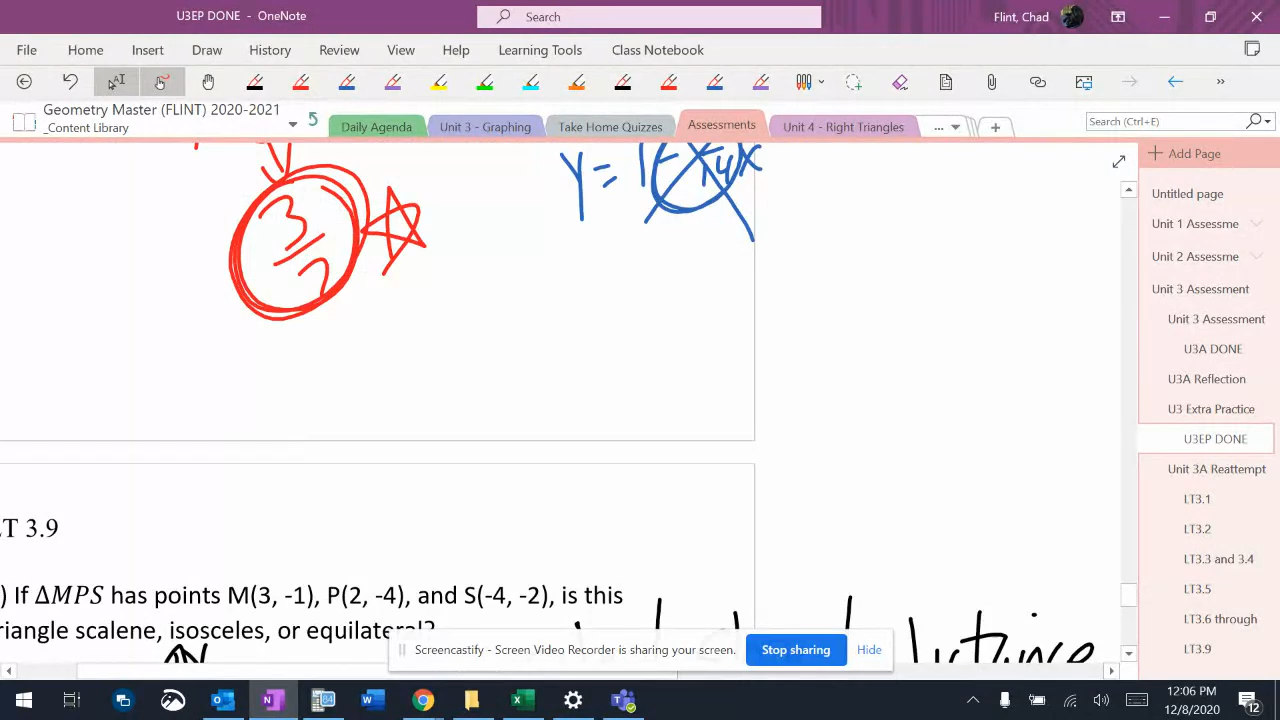 U3EP DONE - OneNote
Search
Flint, Chad
File Home Insert Draw History Review View Help Learning Tools Class Notebook
Geometry Master (FLINT) 2020-2021
_Content Library
Daily Agenda
Unit 3 - Graphing
Take Home Quizzes
Assessments
Unit 4 - Right Triangles
...
Search (Ctrl+E)
Add Page
Untitled page
Unit 1 Assessme
Unit 2 Assessme
Unit 3 Assessment
Unit 3 Assessment
U3A DONE
U3A Reflection
U3 Extra Practice
U3EP DONE
Unit 3A Reattempt
LT3.1
LT3.2
LT3.3 and 3.4
LT3.5
LT3.6 through
LT3.9
y =
3
2
LT 3.9
) If ΔMPS has points M(3, -1), P(2, -4), and S(-4, -2), is this
riangle scalene, isosceles, or equilateral?
Screencastify - Screen Video Recorder is sharing your screen.
Stop sharing
Hide
12:06 PM
12/8/2020
12